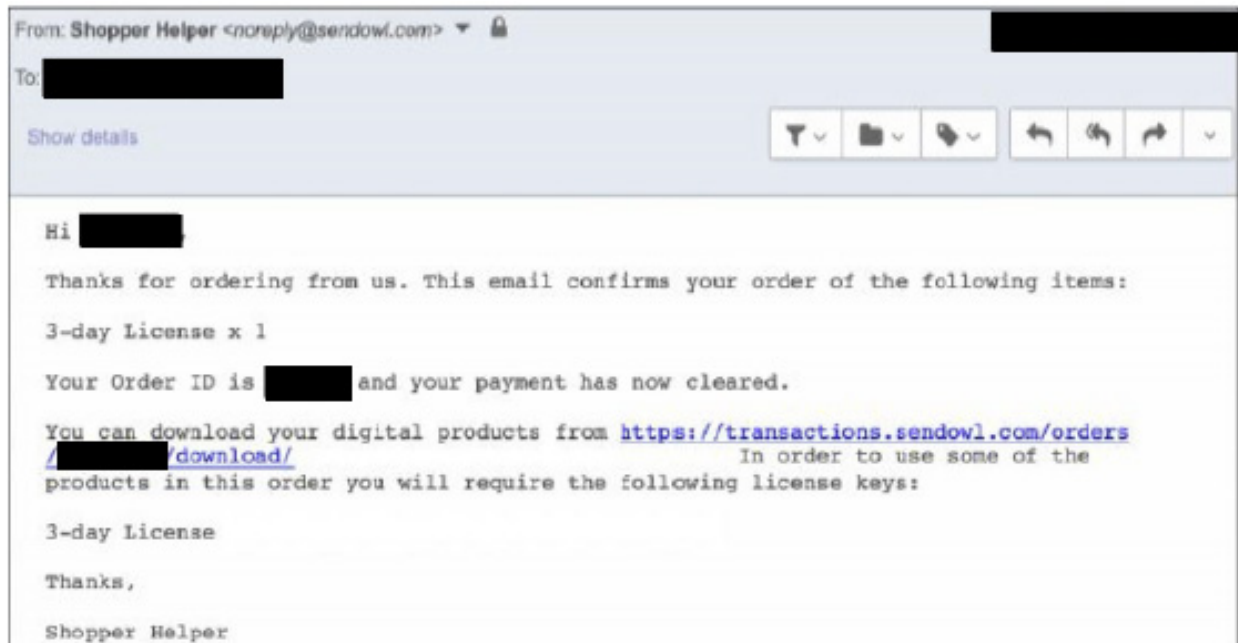 From: Shopper Helper <noreply@sendowl.com>
To:
Show details
Hi ,
Thanks for ordering from us. This email confirms your order of the following items:
3-day License x 1
Your Order ID is and your payment has now cleared.
You can download your digital products from https://transactions.sendowl.com/orders
/ /download/ In order to use some of the
products in this order you will require the following license keys:
3-day License
Thanks,
Shopper Helper